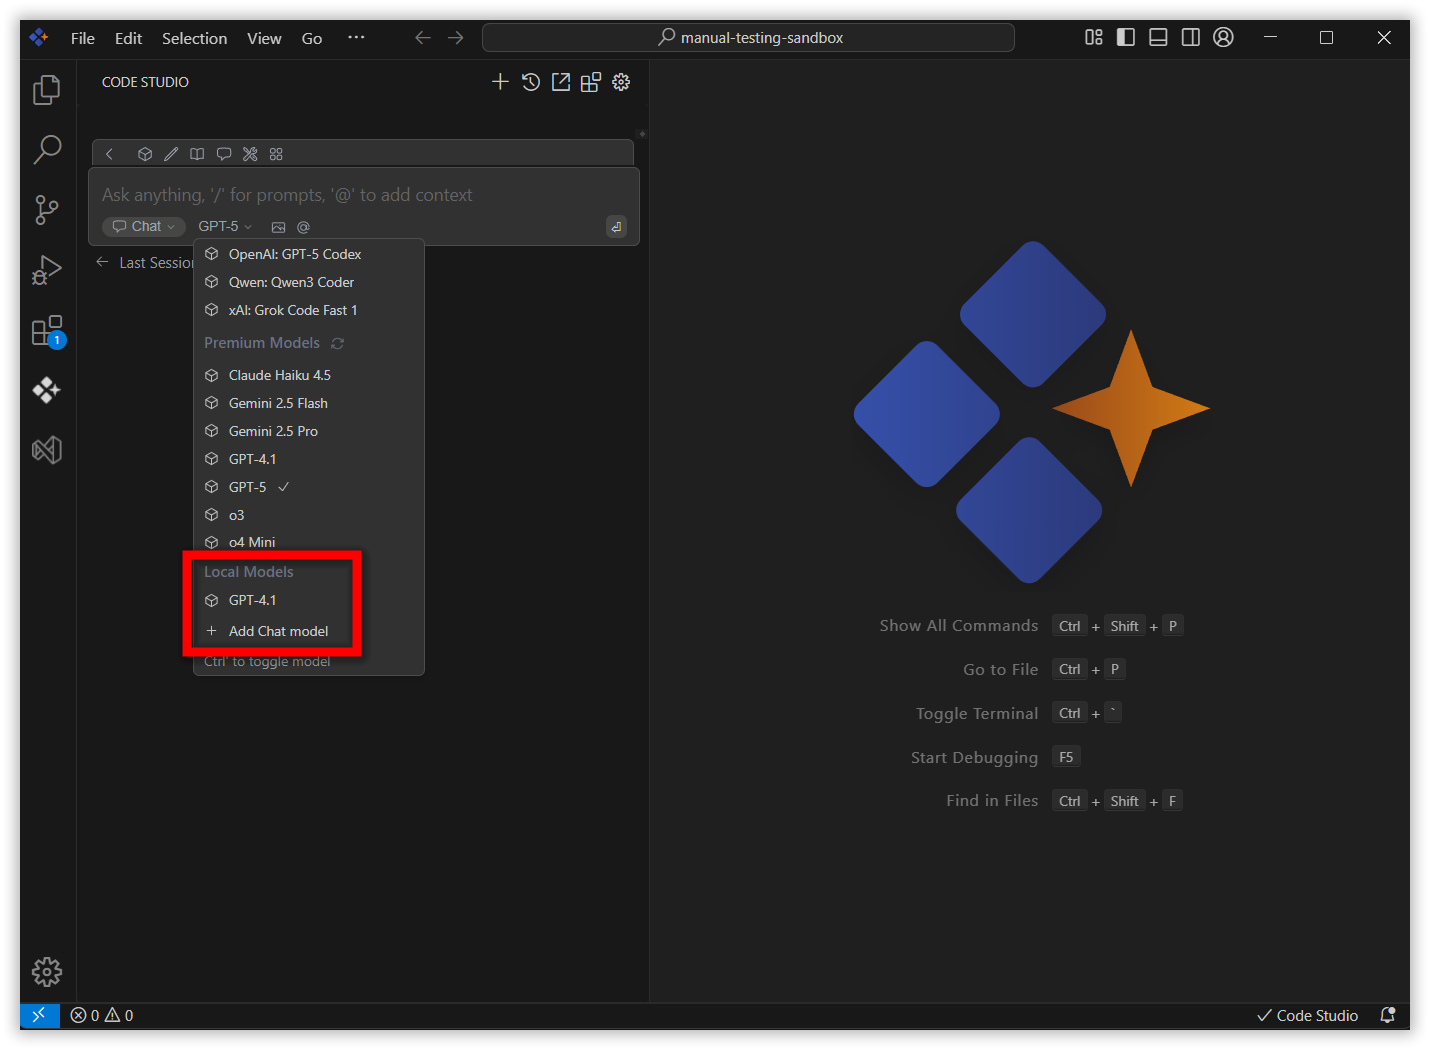 File Edit Selection View Go ··· manual-testing-sandbox
CODE STUDIO
Ask anything, '/' for prompts, '@' to add context
Chat GPT-5
Last Session
OpenAI: GPT-5 Codex
Qwen: Qwen3 Coder
xAI: Grok Code Fast 1
Premium Models
Claude Haiku 4.5
Gemini 2.5 Flash
Gemini 2.5 Pro
GPT-4.1
GPT-5
o3
o4 Mini
Local Models
GPT-4.1
+ Add Chat model
Ctrl' to toggle model
1
Show All Commands Ctrl + Shift + P
Go to File Ctrl + P
Toggle Terminal Ctrl + `
Start Debugging F5
Find in Files Ctrl + Shift + F
0 0
Code Studio